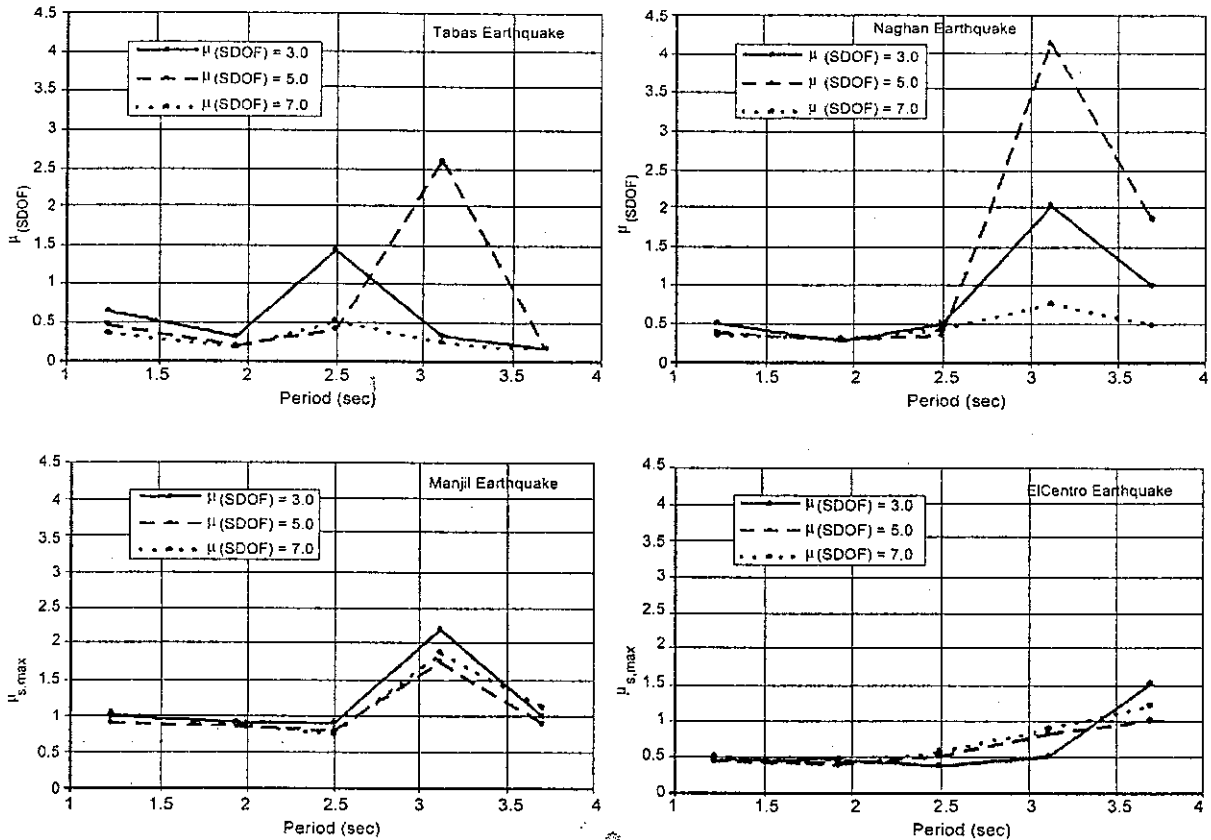 Tabas Earthquake
4.5
4
3.5
3
2.5
2
1.5
1
0.5
0
μ (SDOF) = 3.0
μ (SDOF) = 5.0
μ (SDOF) = 7.0
μ(SDOF)
1 1.5 2 2.5 3 3.5 4
Period (sec)
Naghan Earthquake
4.5
4
3.5
3
2.5
2
1.5
1
0.5
0
μ (SDOF) = 3.0
μ (SDOF) = 5.0
μ (SDOF) = 7.0
μ(SDOF)
1 1.5 2 2.5 3 3.5 4
Period (sec)
Manjil Earthquake
4.5
4
3.5
3
2.5
2
1.5
1
0.5
0
μ (SDOF) = 3.0
μ (SDOF) = 5.0
μ (SDOF) = 7.0
μs,max
1 1.5 2 2.5 3 3.5 4
Period (sec)
ElCentro Earthquake
4.5
4
3.5
3
2.5
2
1.5
1
0.5
0
μ (SDOF) = 3.0
μ (SDOF) = 5.0
μ (SDOF) = 7.0
μs,max
1 1.5 2 2.5 3 3.5 4
Period (sec)